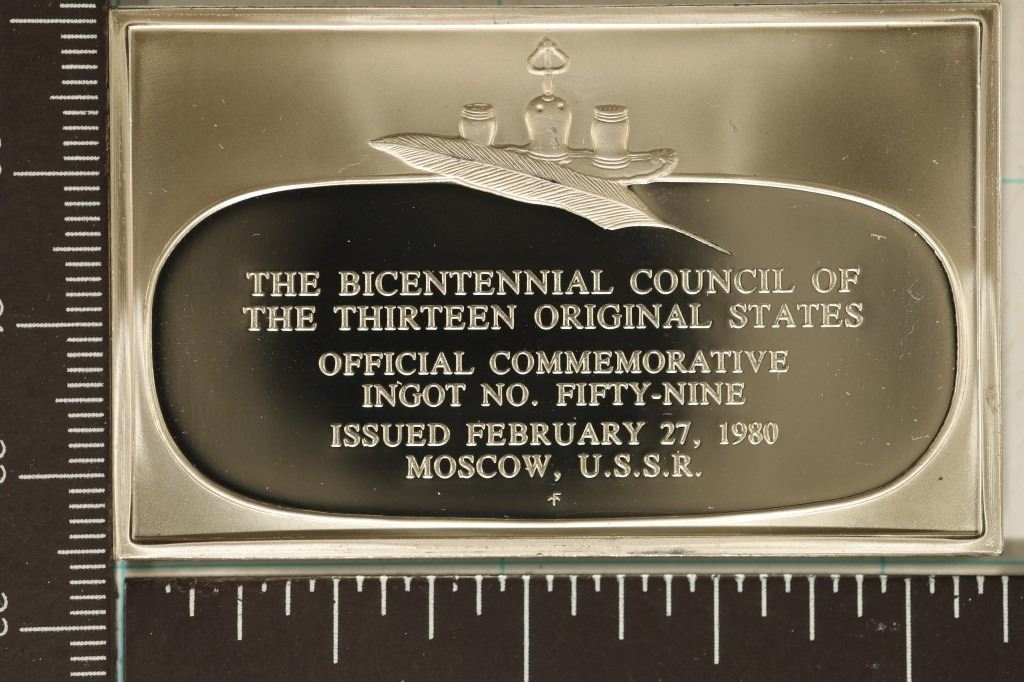 THE BICENTENNIAL COUNCIL OF
THE THIRTEEN ORIGINAL STATES
OFFICIAL COMMEMORATIVE
INGOT NO. FIFTY-NINE
ISSUED FEBRUARY 27, 1980
MOSCOW, U.S.S.R.